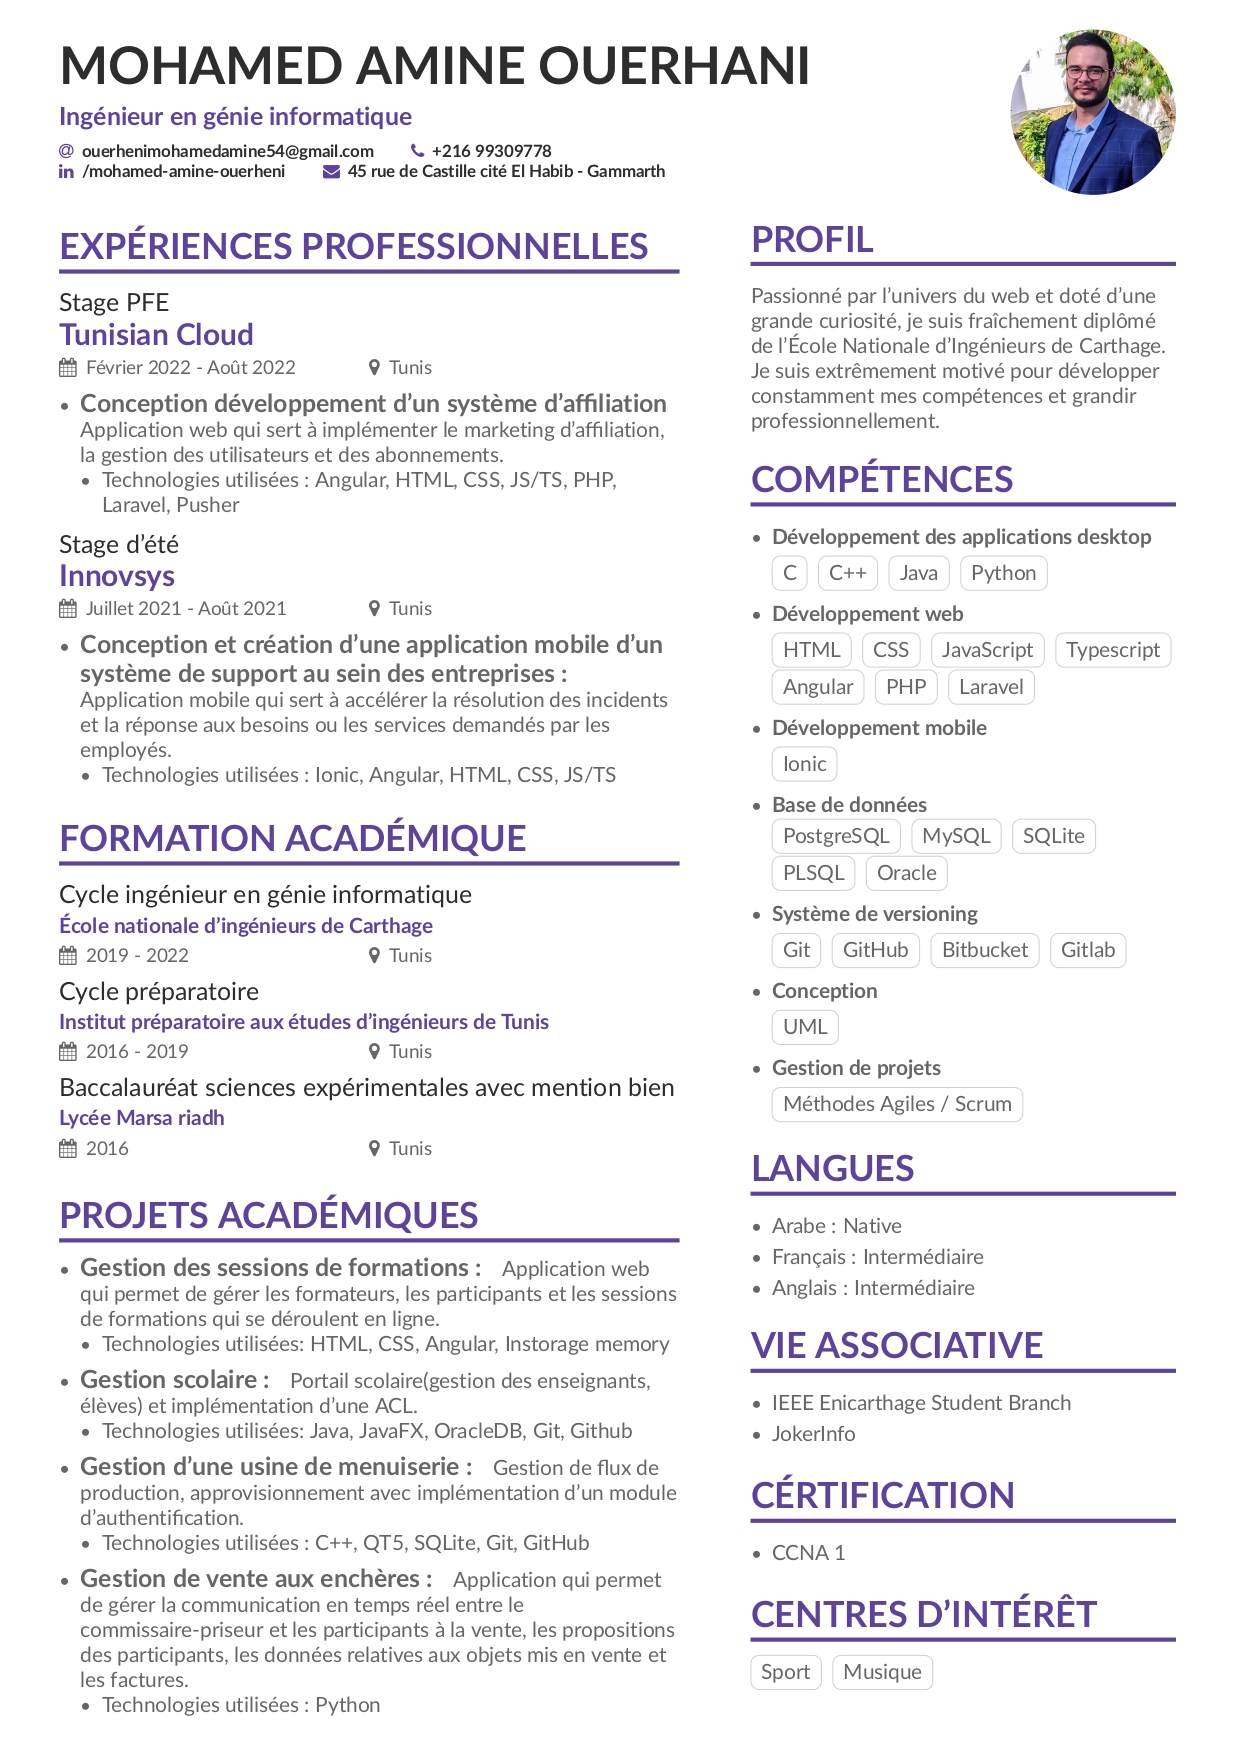 MOHAMED AMINE OUERHANI
Ingénieur en génie informatique
@ ouerhenimohamedamine54@gmail.com +216 99309778
in /mohamed-amine-ouerheni 45 rue de Castille cité El Habib - Gammarth
EXPÉRIENCES PROFESSIONNELLES
Stage PFE
Tunisian Cloud
Février 2022 - Août 2022 Tunis
• Conception développement d'un système d'affiliation
Application web qui sert à implémenter le marketing d'affiliation,
la gestion des utilisateurs et des abonnements.
• Technologies utilisées : Angular, HTML, CSS, JS/TS, PHP,
Laravel, Pusher
Stage d'été
Innovsys
Juillet 2021 - Août 2021 Tunis
• Conception et création d'une application mobile d'un
système de support au sein des entreprises :
Application mobile qui sert à accélérer la résolution des incidents
et la réponse aux besoins ou les services demandés par les
employés.
• Technologies utilisées : Ionic, Angular, HTML, CSS, JS/TS
FORMATION ACADÉMIQUE
Cycle ingénieur en génie informatique
École nationale d'ingénieurs de Carthage
2019 - 2022 Tunis
Cycle préparatoire
Institut préparatoire aux études d'ingénieurs de Tunis
2016 - 2019 Tunis
Baccalauréat sciences expérimentales avec mention bien
Lycée Marsa riadh
2016 Tunis
PROJETS ACADÉMIQUES
• Gestion des sessions de formations : Application web
qui permet de gérer les formateurs, les participants et les sessions
de formations qui se déroulent en ligne.
• Technologies utilisées: HTML, CSS, Angular, Instorage memory
• Gestion scolaire : Portail scolaire(gestion des enseignants,
élèves) et implémentation d'une ACL.
• Technologies utilisées: Java, JavaFX, OracleDB, Git, Github
• Gestion d'une usine de menuiserie : Gestion de flux de
production, approvisionnement avec implémentation d'un module
d'authentification.
• Technologies utilisées : C++, QT5, SQLite, Git, GitHub
• Gestion de vente aux enchères : Application qui permet
de gérer la communication en temps réel entre le
commissaire-priseur et les participants à la vente, les propositions
des participants, les données relatives aux objets mis en vente et
les factures.
• Technologies utilisées : Python
PROFIL
Passionné par l'univers du web et doté d'une
grande curiosité, je suis fraîchement diplômé
de l'École Nationale d'Ingénieurs de Carthage.
Je suis extrêmement motivé pour développer
constamment mes compétences et grandir
professionnellement.
COMPÉTENCES
• Développement des applications desktop
C C++ Java Python
• Développement web
HTML CSS JavaScript Typescript
Angular PHP Laravel
• Développement mobile
Ionic
• Base de données
PostgreSQL MySQL SQLite
PLSQL Oracle
• Système de versioning
Git GitHub Bitbucket Gitlab
• Conception
UML
• Gestion de projets
Méthodes Agiles / Scrum
LANGUES
• Arabe : Native
• Français : Intermédiaire
• Anglais : Intermédiaire
VIE ASSOCIATIVE
• IEEE Enicarthage Student Branch
• JokerInfo
CÉRTIFICATION
• CCNA 1
CENTRES D'INTÉRÊT
Sport Musique